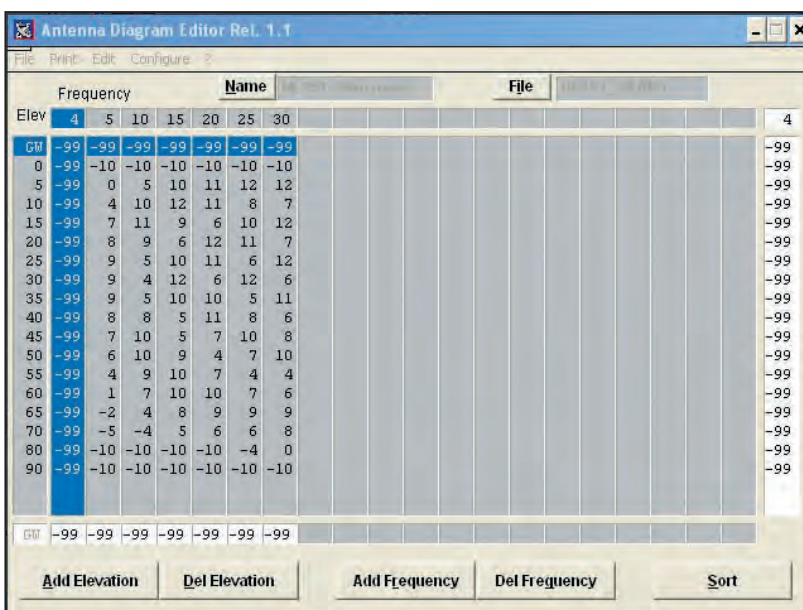 Antenna Diagram Editor Rel. 1.1
File Print Edit Configure ?
Name File
Frequency
Elev 4 5 10 15 20 25 30 4
GW -99 -99 -99 -99 -99 -99 -99 -99
0 -99 -10 -10 -10 -10 -10 -10 -99
5 -99 0 5 10 11 12 12 -99
10 -99 4 10 12 11 8 7 -99
15 -99 7 11 9 6 10 12 -99
20 -99 8 9 6 12 11 7 -99
25 -99 9 5 10 11 6 12 -99
30 -99 9 4 12 6 12 6 -99
35 -99 9 5 10 10 5 11 -99
40 -99 8 8 5 11 8 6 -99
45 -99 7 10 5 7 10 8 -99
50 -99 6 10 9 4 7 10 -99
55 -99 4 9 10 7 4 4 -99
60 -99 1 7 10 10 7 6 -99
65 -99 -2 4 8 9 9 9 -99
70 -99 -5 -4 5 6 6 8 -99
80 -99 -10 -10 -10 -10 -4 0 -99
90 -99 -10 -10 -10 -10 -10 -10 -99
GW -99 -99 -99 -99 -99 -99 -99
Add Elevation Del Elevation Add Frequency Del Frequency Sort